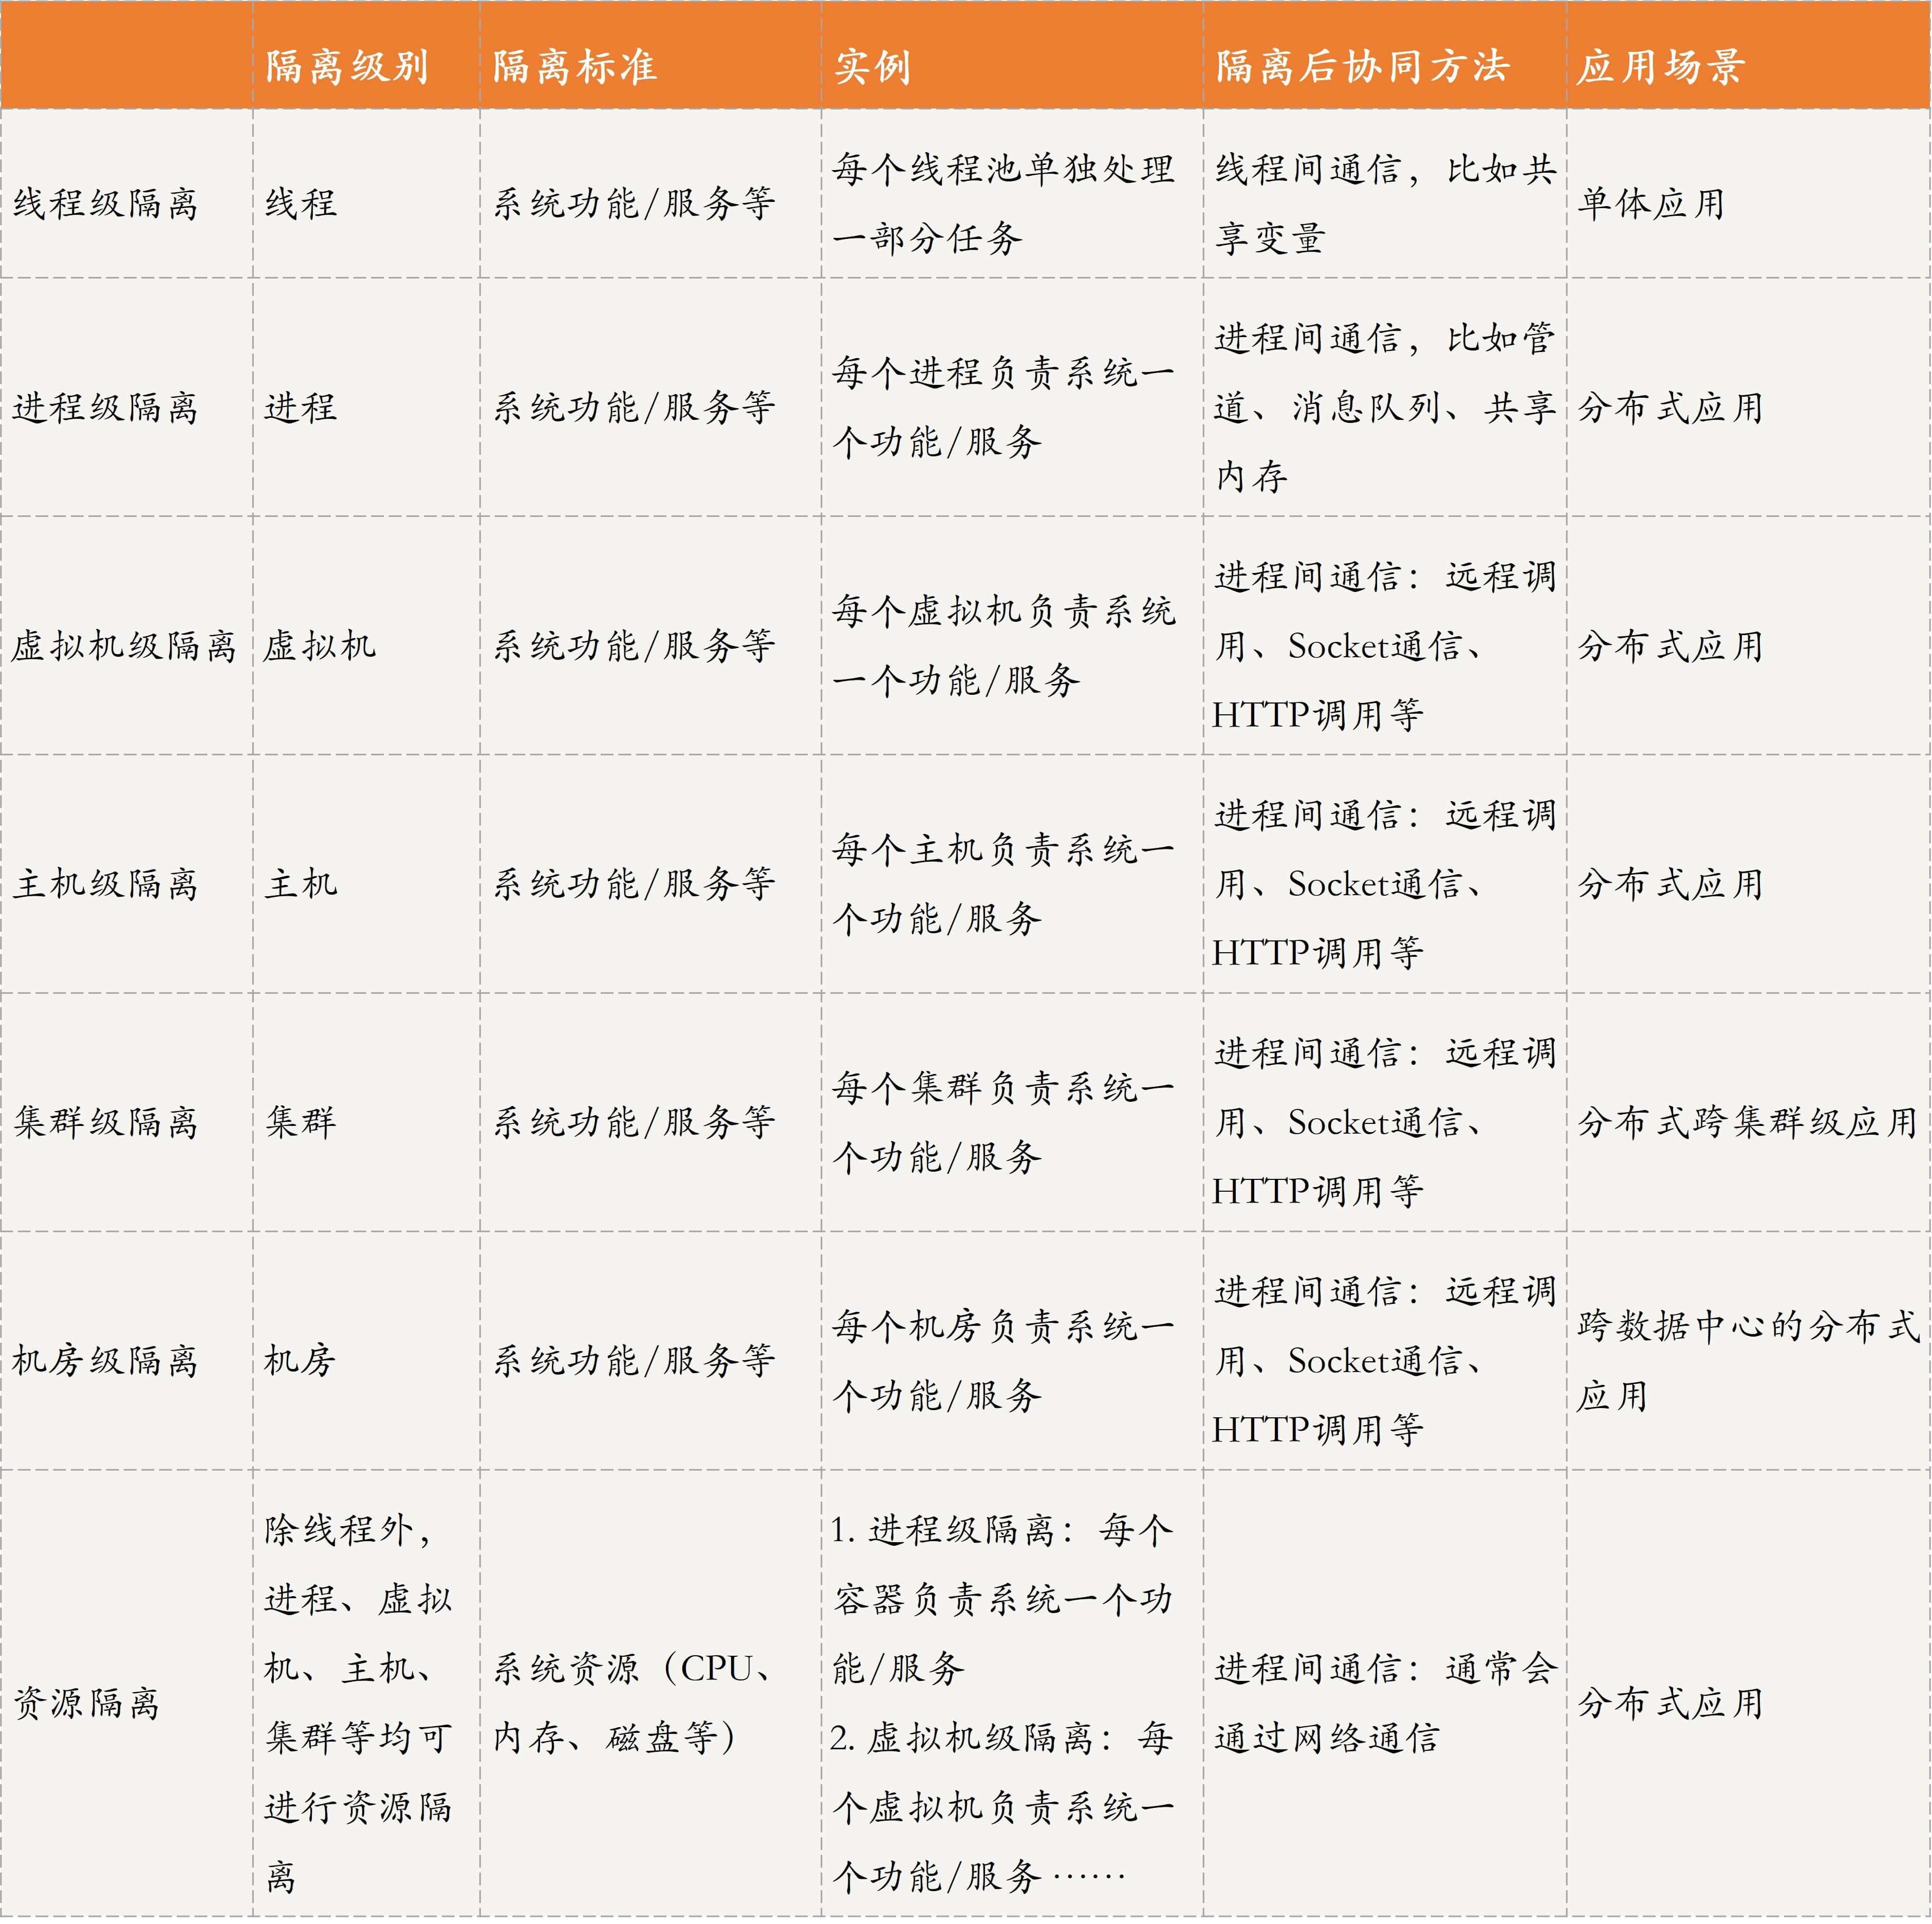 隔离级别
隔离标准
实例
隔离后协同方法
应用场景
线程级隔离
线程
系统功能/服务等
每个线程池单独处理
一部分任务
线程间通信，比如共
享变量
单体应用
进程级隔离
进程
系统功能/服务等
每个进程负责系统一
个功能/服务
进程间通信，比如管
道、消息队列、共享
内存
分布式应用
虚拟机级隔离
虚拟机
系统功能/服务等
每个虚拟机负责系统
一个功能/服务
进程间通信：远程调
用、Socket通信、
HTTP调用等
分布式应用
主机级隔离
主机
系统功能/服务等
每个主机负责系统一
个功能/服务
进程间通信：远程调
用、Socket通信、
HTTP调用等
分布式应用
集群级隔离
集群
系统功能/服务等
每个集群负责系统一
个功能/服务
进程间通信：远程调
用、Socket通信、
HTTP调用等
分布式跨集群级应用
机房级隔离
机房
系统功能/服务等
每个机房负责系统一
个功能/服务
进程间通信：远程调
用、Socket通信、
HTTP调用等
跨数据中心的分布式
应用
资源隔离
除线程外，
进程、虚拟
机、主机、
集群等均可
进行资源隔
离
系统资源（CPU、
内存、磁盘等）
1. 进程级隔离：每个
容器负责系统一个功
能/服务
2. 虚拟机级隔离：每
个虚拟机负责系统一
个功能/服务 ……
进程间通信：通常会
通过网络通信
分布式应用